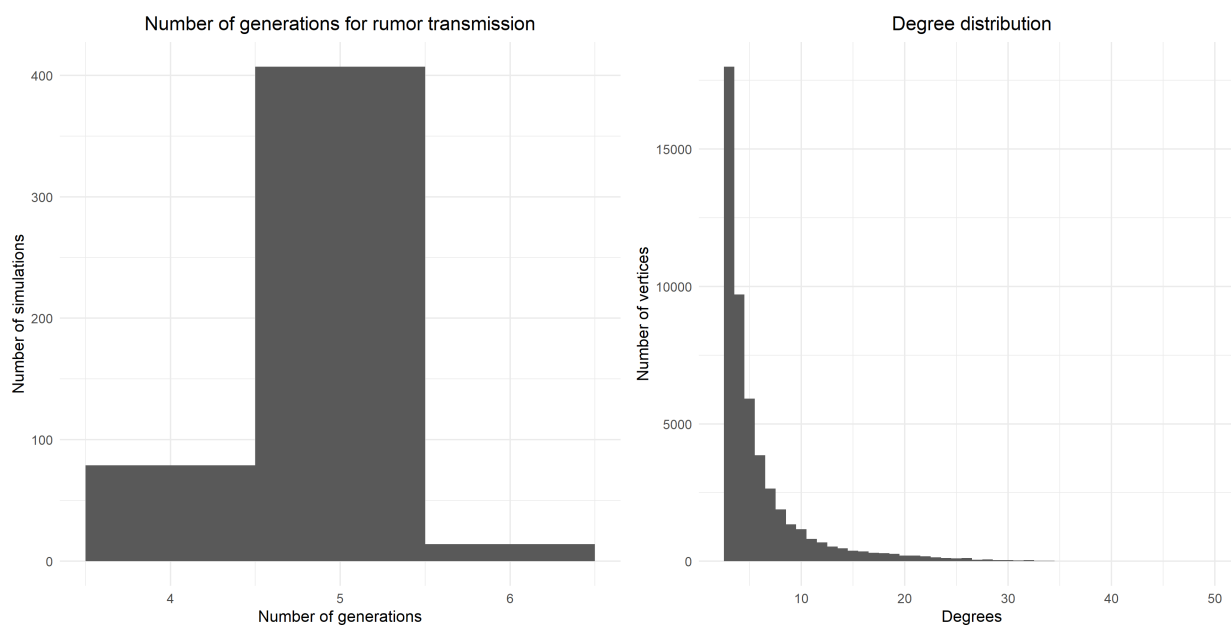 Number of generations for rumor transmission
Number of simulations
400
300
200
100
0
4 5 6
Number of generations
Degree distribution
Number of vertices
15000
10000
5000
0
10 20 30 40 50
Degrees